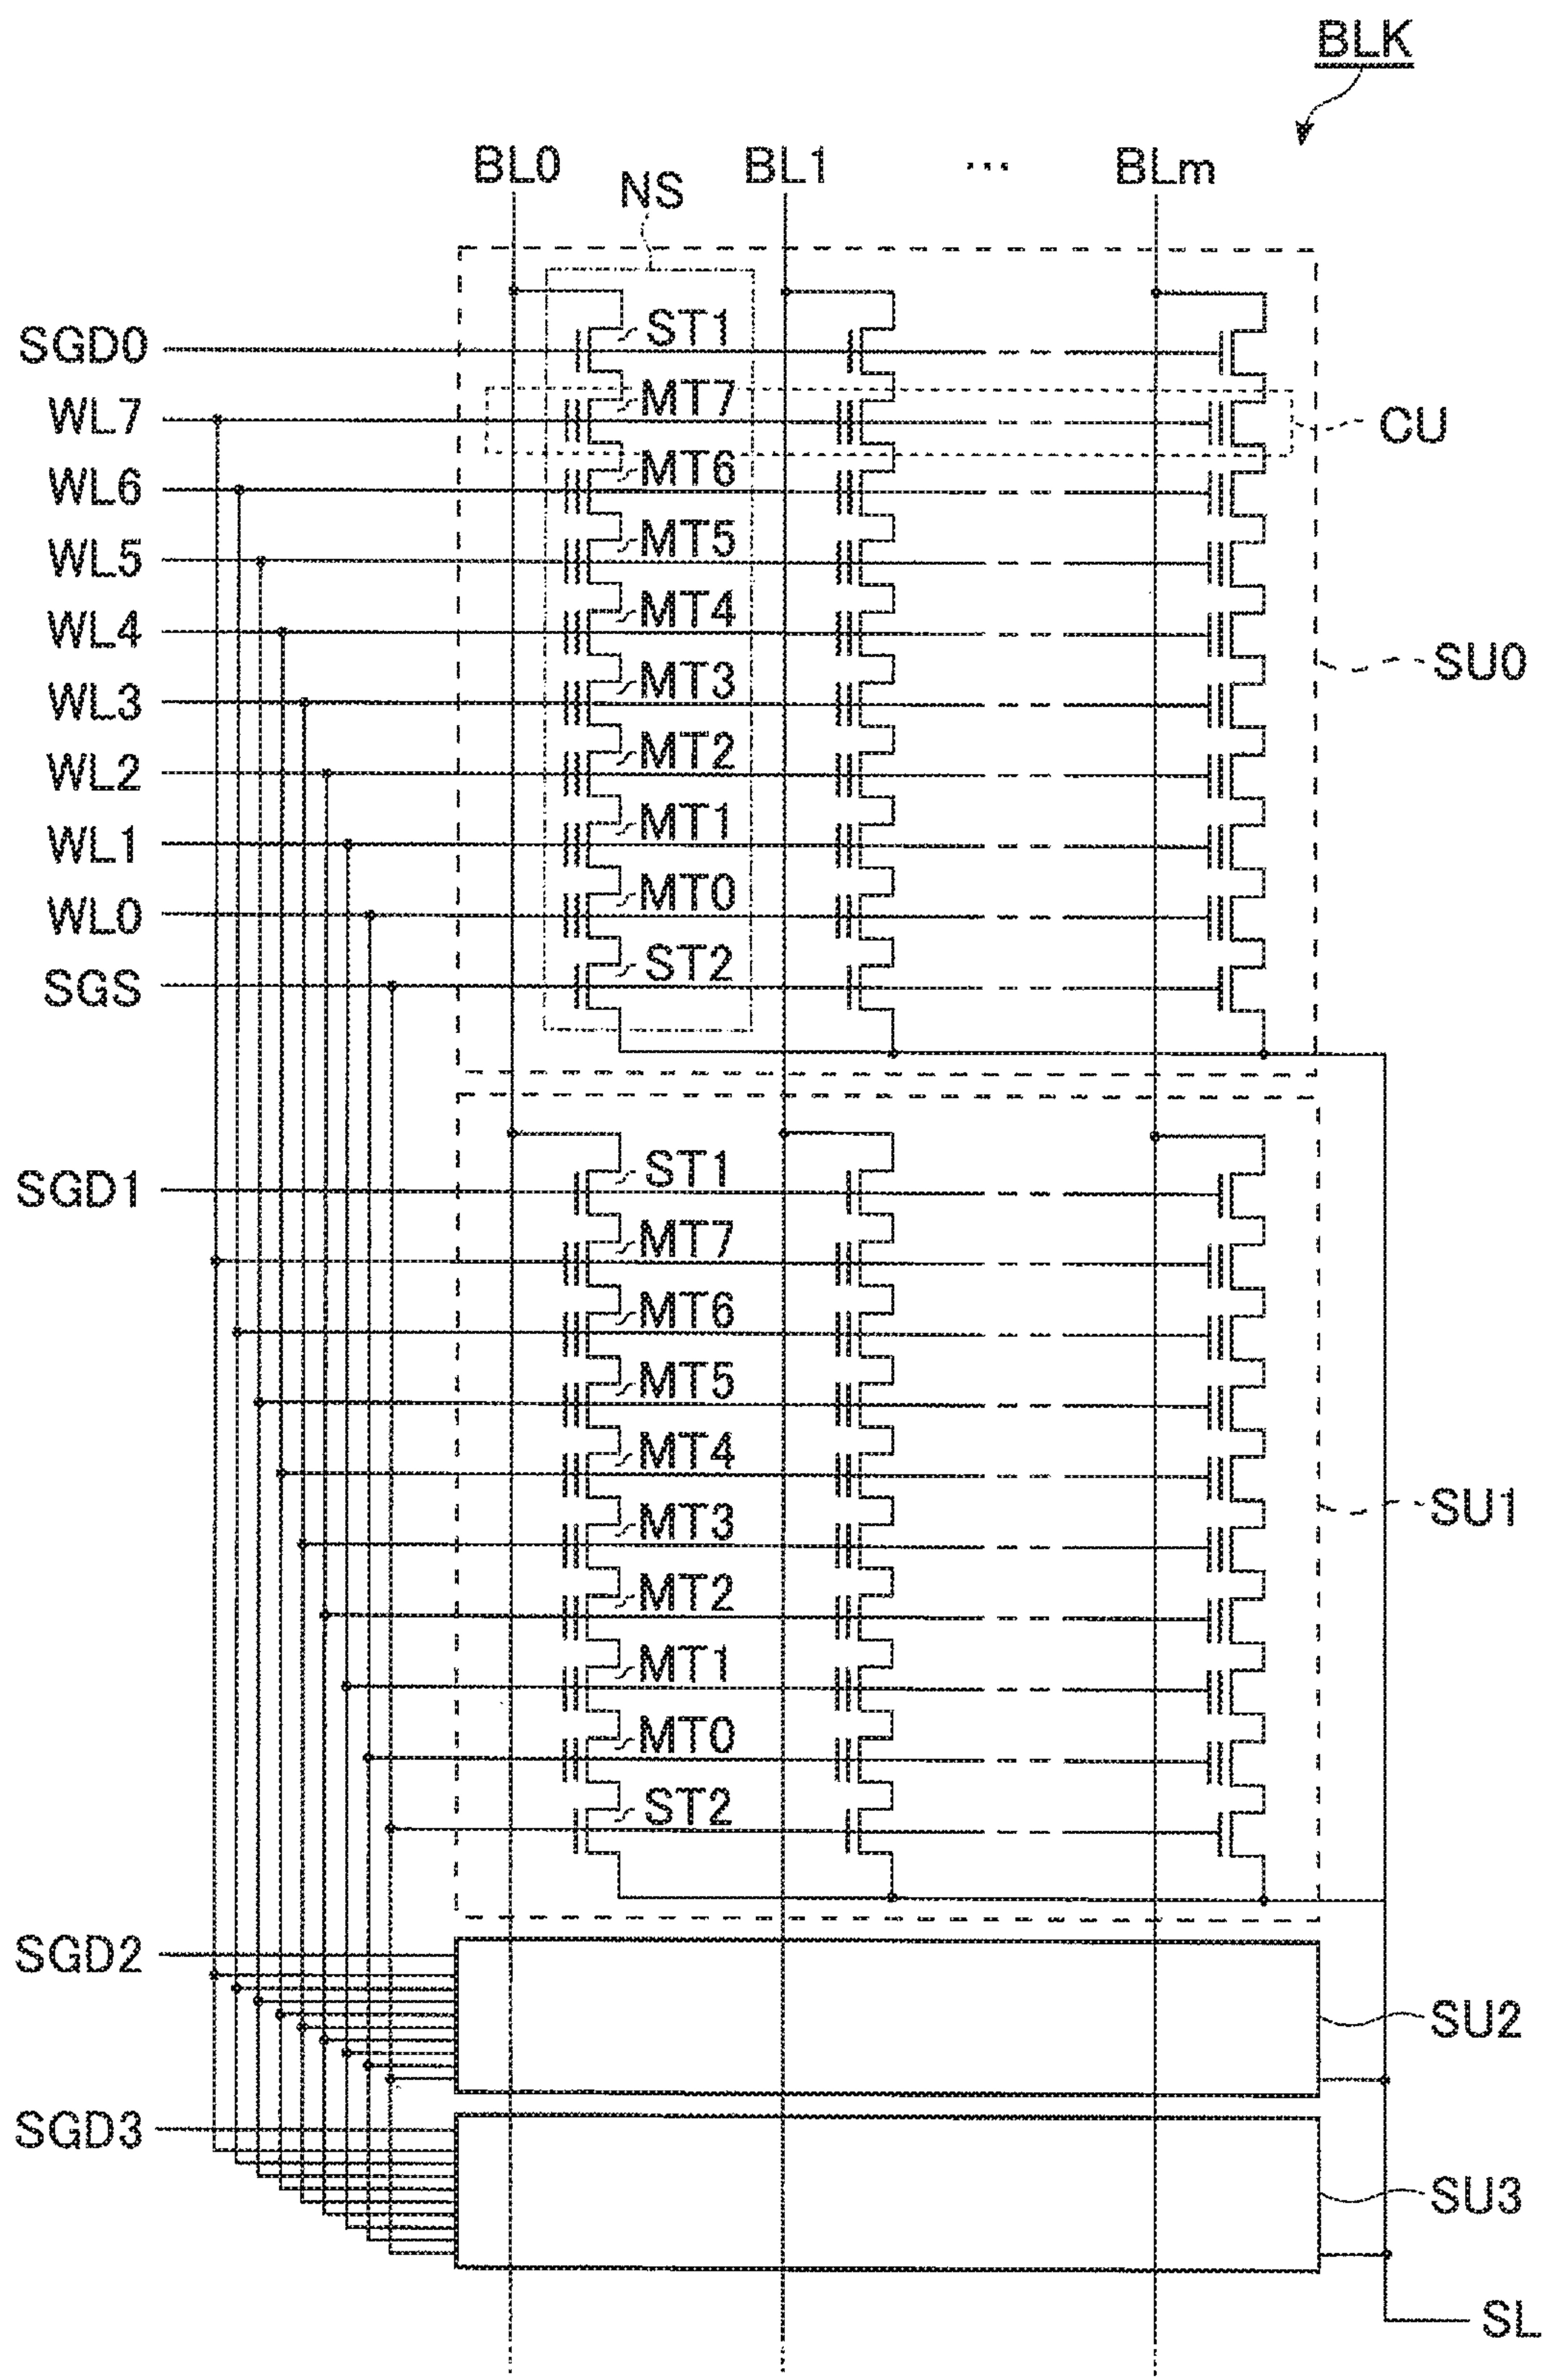 BLK
BL0 NS BL1 ... BLm
SGD0 ST1
WL7 MT7 CU
WL6 MT6
WL5 MT5
WL4 MT4
SU0
WL3 MT3
WL2 MT2
WL1 MT1
WL0 MT0
SGS ST2
SGD1 ST1
MT7
MT6
MT5
MT4
MT3
SU1
MT2
MT1
MT0
ST2
SGD2
SU2
SGD3
SU3
SL